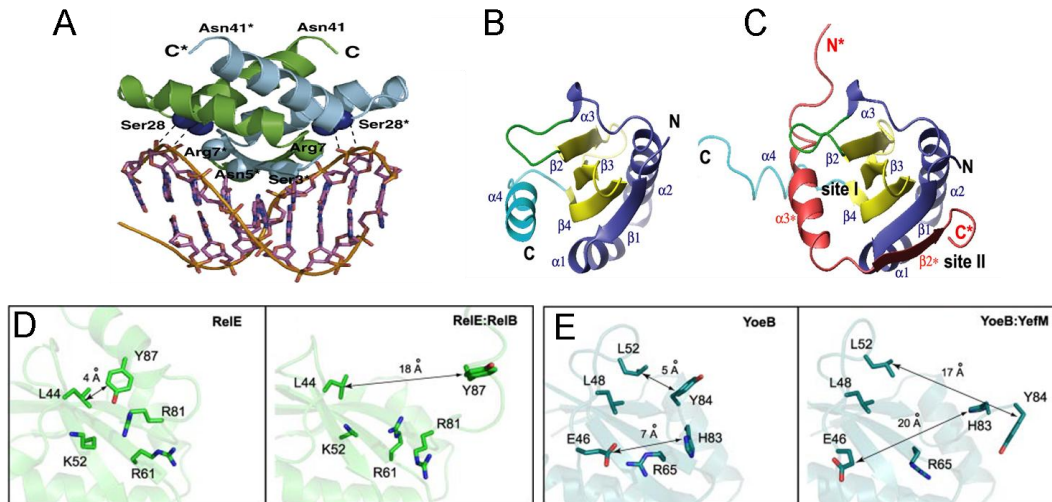 A
Asn41*
Asn41
C*
C
Ser28
Ser28*
Arg7*
Arg7
Asn5*
Ser3*
B
α3
N
β2
β3
α2
α4
β4
β1
C
α1
C
N*
α3
C
α4
β2
β3
N
site I
α2
α3*
β4
β1
C*
α1
β2*
site II
D
RelE
Y87
4 Å
L44
R81
K52
R61
RelE:RelB
L44
18 Å
Y87
R81
K52
R61
E
YoeB
L52
5 Å
L48
Y84
7 Å
H83
E46
R65
YoeB:YefM
L52
17 Å
L48
Y84
20 Å
H83
E46
R65